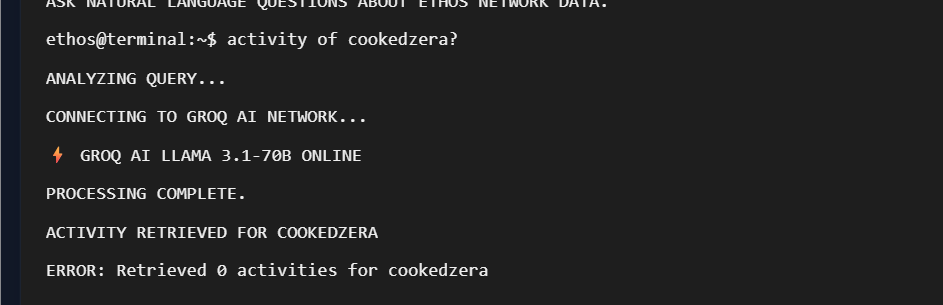 ASK NATURAL LANGUAGE QUESTIONS ABOUT ETHOS NETWORK DATA.
ethos@terminal:~$ activity of cookedzera?
ANALYZING QUERY...
CONNECTING TO GROQ AI NETWORK...
⚡ GROQ AI LLAMA 3.1-70B ONLINE
PROCESSING COMPLETE.
ACTIVITY RETRIEVED FOR COOKEDZERA
ERROR: Retrieved 0 activities for cookedzera